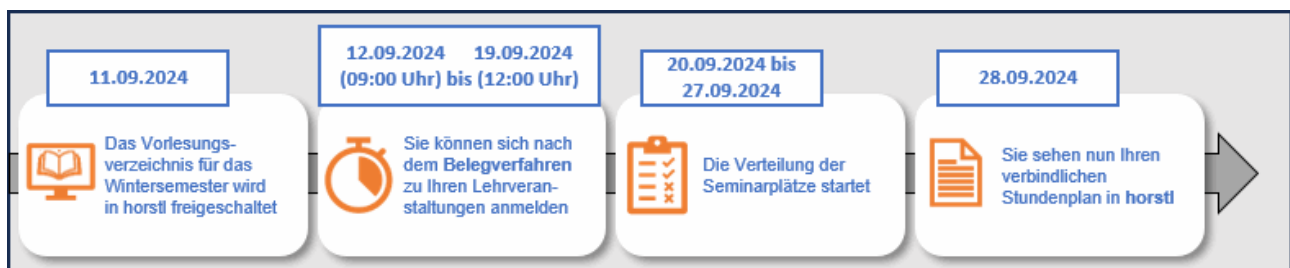 11.09.2024
Das Vorlesungs-
verzeichnis für das
Wintersemester wird
in horstl freigeschaltet
12.09.2024 19.09.2024
(09:00 Uhr) bis (12:00 Uhr)
Sie können sich nach
dem Belegverfahren
zu Ihren Lehrveran-
staltungen anmelden
20.09.2024 bis
27.09.2024
Die Verteilung der
Seminarplätze startet
28.09.2024
Sie sehen nun Ihren
verbindlichen
Stundenplan in horstl